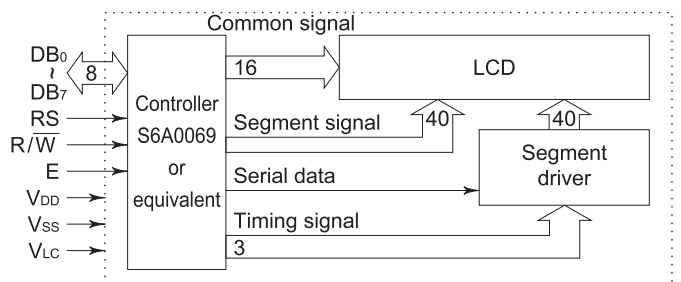 Common signal
DB0
~
DB7
8
16
LCD
Controller
S6A0069
or
equivalent
RS
R/W̅
E
VDD
VSS
VLC
Segment signal
40
40
Segment
driver
Serial data
Timing signal
3